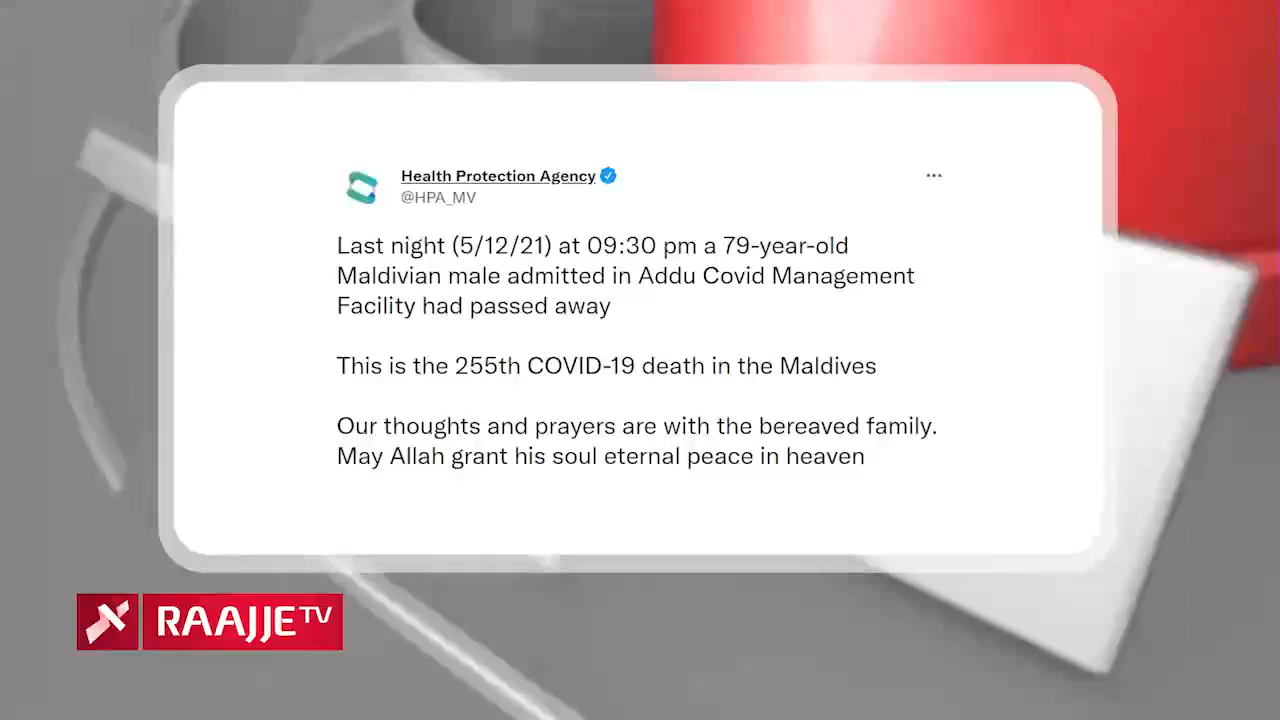 Health Protection Agency
@HPA_MV
Last night (5/12/21) at 09:30 pm a 79-year-old
Maldivian male admitted in Addu Covid Management
Facility had passed away
This is the 255th COVID-19 death in the Maldives
Our thoughts and prayers are with the bereaved family.
May Allah grant his soul eternal peace in heaven
RAAJJETV